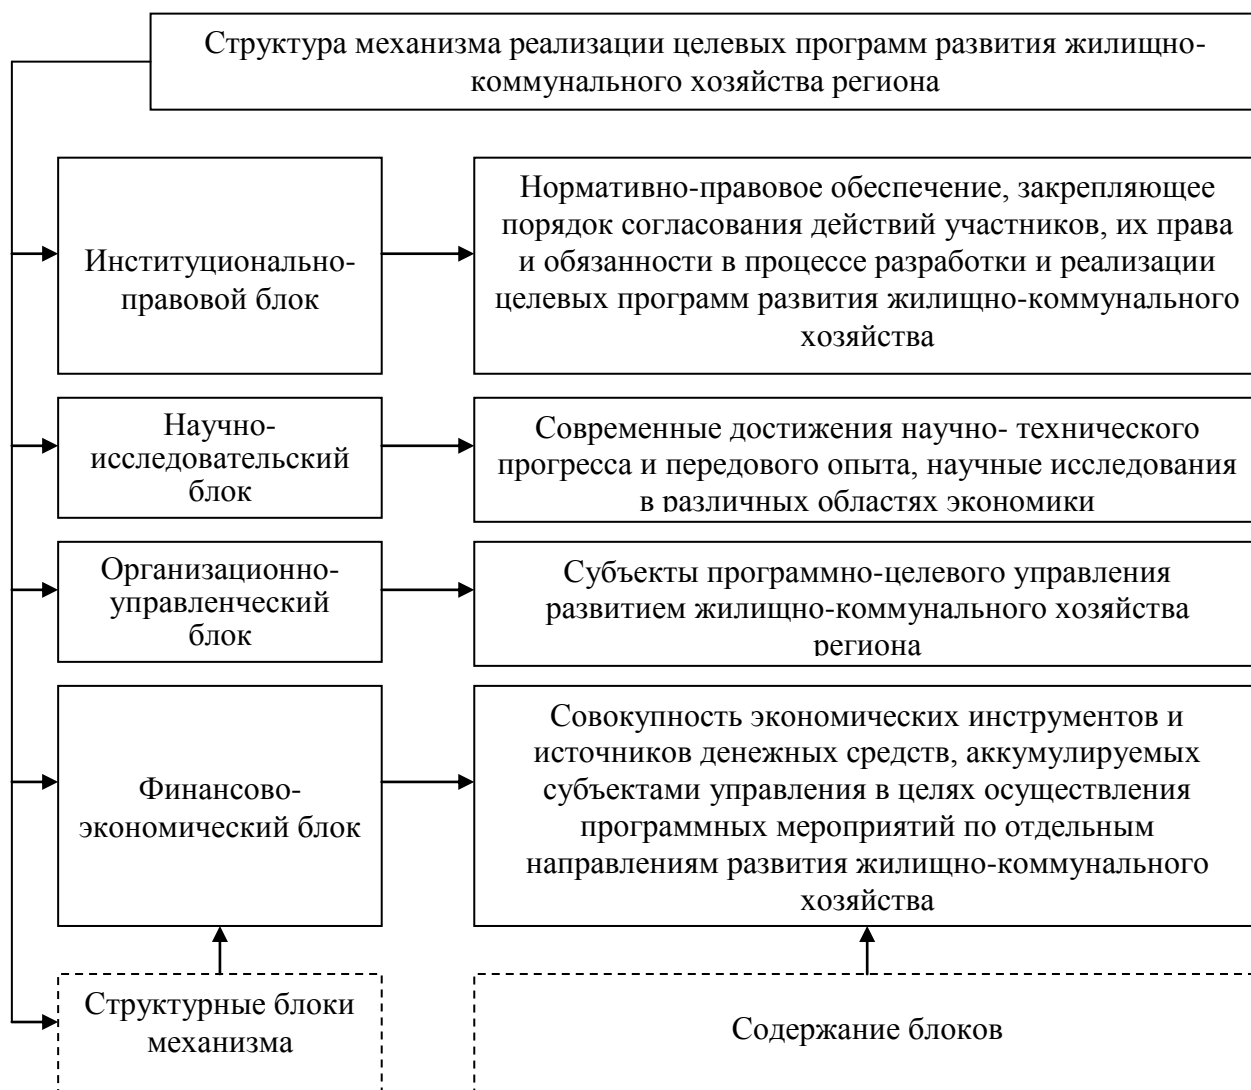 Структура механизма реализации целевых программ развития жилищно-
коммунального хозяйства региона
Институционально-
правовой блок
Нормативно-правовое обеспечение, закрепляющее
порядок согласования действий участников, их права
и обязанности в процессе разработки и реализации
целевых программ развития жилищно-коммунального
хозяйства
Научно-
исследовательский
блок
Современные достижения научно- технического
прогресса и передового опыта, научные исследования
в различных областях экономики
Организационно-
управленческий
блок
Субъекты программно-целевого управления
развитием жилищно-коммунального хозяйства
региона
Финансово-
экономический блок
Совокупность экономических инструментов и
источников денежных средств, аккумулируемых
субъектами управления в целях осуществления
программных мероприятий по отдельным
направлениям развития жилищно-коммунального
хозяйства
Структурные блоки
механизма
Содержание блоков